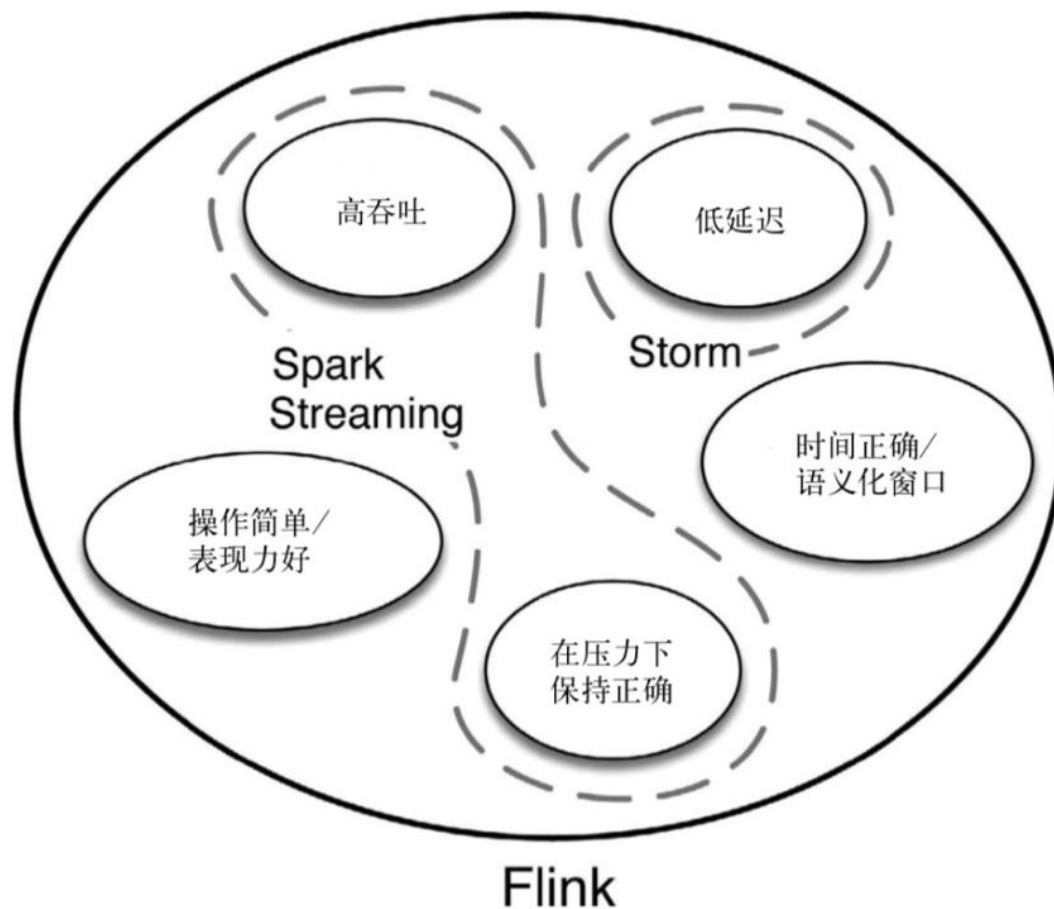 高吞吐
低延迟
Spark
Streaming
Storm
时间正确/
语义化窗口
操作简单/
表现力好
在压力下
保持正确
Flink